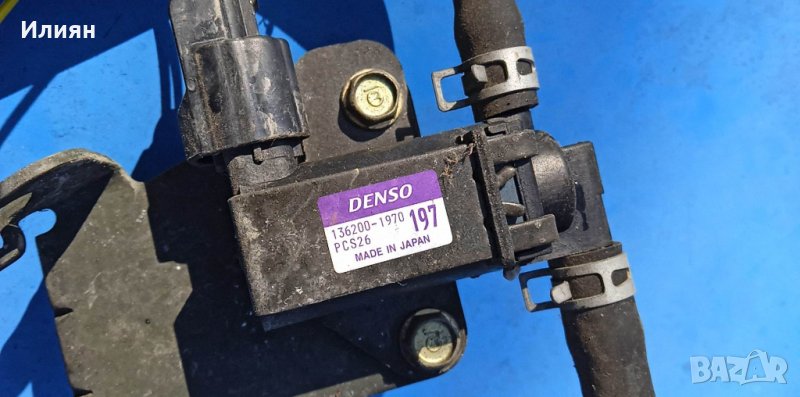 Илиян
DENSO
136200-1970 197
PCS26
MADE IN JAPAN
BAZAR